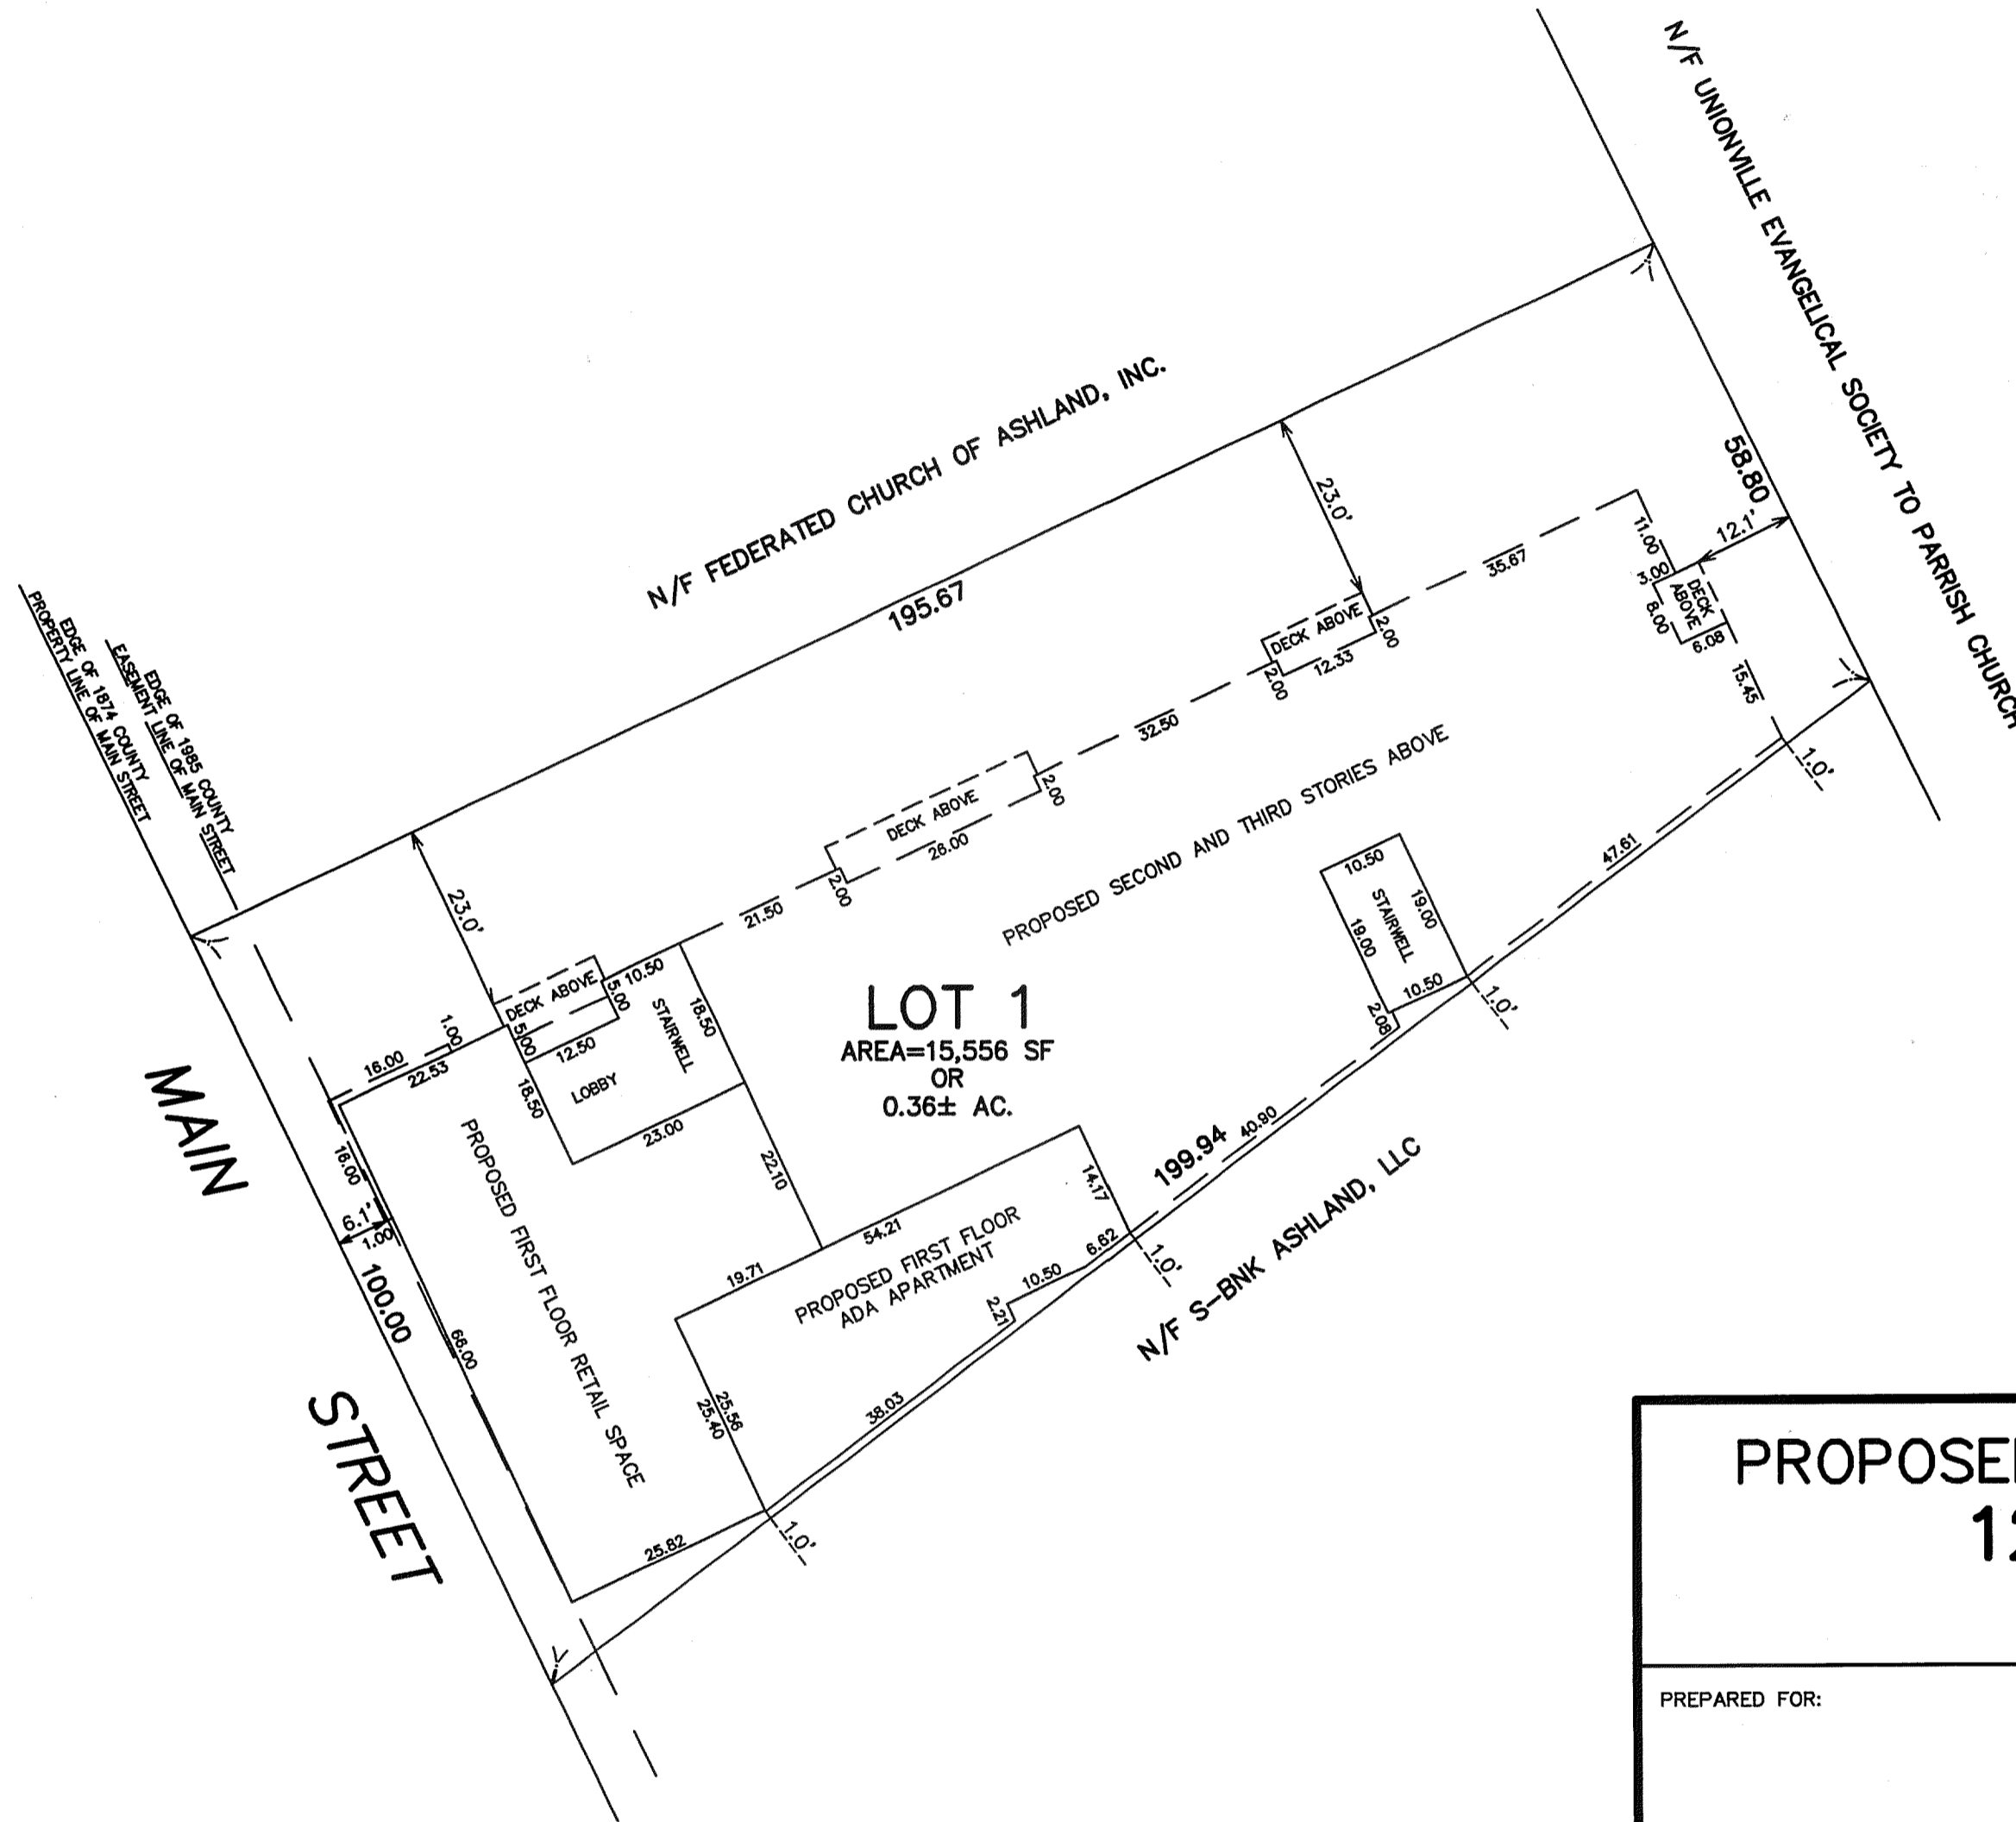 N/F UNIONVILLE EVANGELICAL SOCIETY TO PARRISH CHURCH
N/F FEDERATED CHURCH OF ASHLAND, INC.
195.67
58.80
12.1'
23.0'
35.67
11.00
3.00
DECK
ABOVE
8.00
6.08
15.45
1.0'
DECK ABOVE
2.00
12.33
2.00
32.50
EDGE OF 1985 COUNTY
EASEMENT LINE OF MAIN STREET
EDGE OF 1874 COUNTY
PROPERTY LINE OF MAIN STREET
DECK ABOVE
2.00
26.00
2.00
21.50
PROPOSED SECOND AND THIRD STORIES ABOVE
47.61
10.50
STAIRWELL
19.00
19.00
10.50
2.08
1.0'
23.0'
DECK ABOVE
10.50
5.00
5.00
12.50
STAIRWELL
18.50
LOBBY
18.50
23.00
22.10
1.00
16.00
22.53
LOT 1
AREA=15,556 SF
OR
0.36± AC.
MAIN
STREET
16.00
6.1'
1.00
100.00
66.00
PROPOSED FIRST FLOOR RETAIL SPACE
199.94
40.90
14.17
54.21
19.71
PROPOSED FIRST FLOOR
ADA APARTMENT
6.62
10.50
2.21
1.0'
N/F S-BNK ASHLAND, LLC
25.56
25.40
38.03
25.82
1.0'
PROPOSE
12
PREPARED FOR: